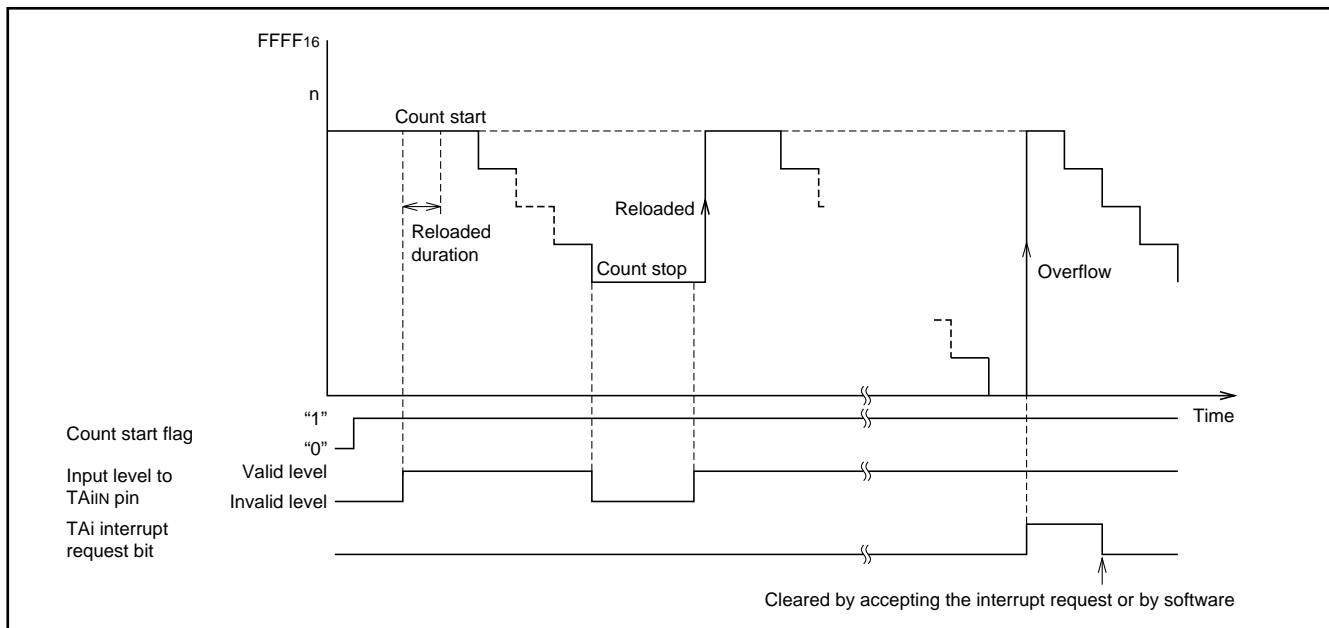 FFFF16
n
Count start
Reloaded
duration
Count stop
Reloaded
Overflow
Time
Count start flag
“1”
“0”
Input level to
TAiIN pin
Valid level
Invalid level
TAi interrupt
request bit
Cleared by accepting the interrupt request or by software